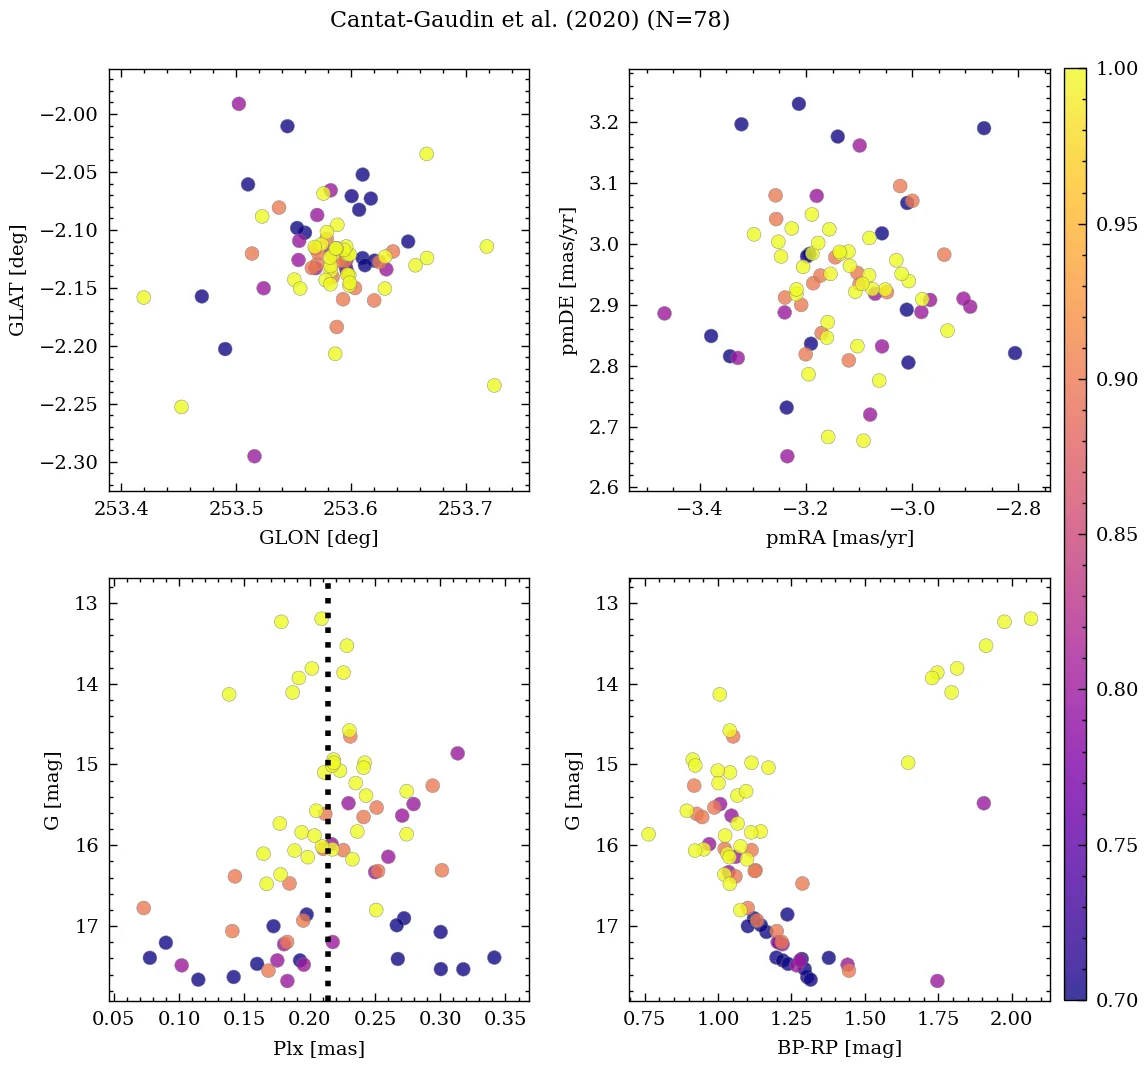 Cantat-Gaudin et al. (2020) (N=78)
−2.00
−2.05
−2.10
−2.15
−2.20
−2.25
−2.30
GLAT [deg]
253.4 253.5 253.6 253.7
GLON [deg]
3.2
3.1
3.0
2.9
2.8
2.7
2.6
pmDE [mas/yr]
−3.4 −3.2 −3.0 −2.8
pmRA [mas/yr]
13
14
15
16
17
G [mag]
0.05 0.10 0.15 0.20 0.25 0.30 0.35
Plx [mas]
13
14
15
16
17
G [mag]
0.75 1.00 1.25 1.50 1.75 2.00
BP-RP [mag]
1.00
0.95
0.90
0.85
0.80
0.75
0.70